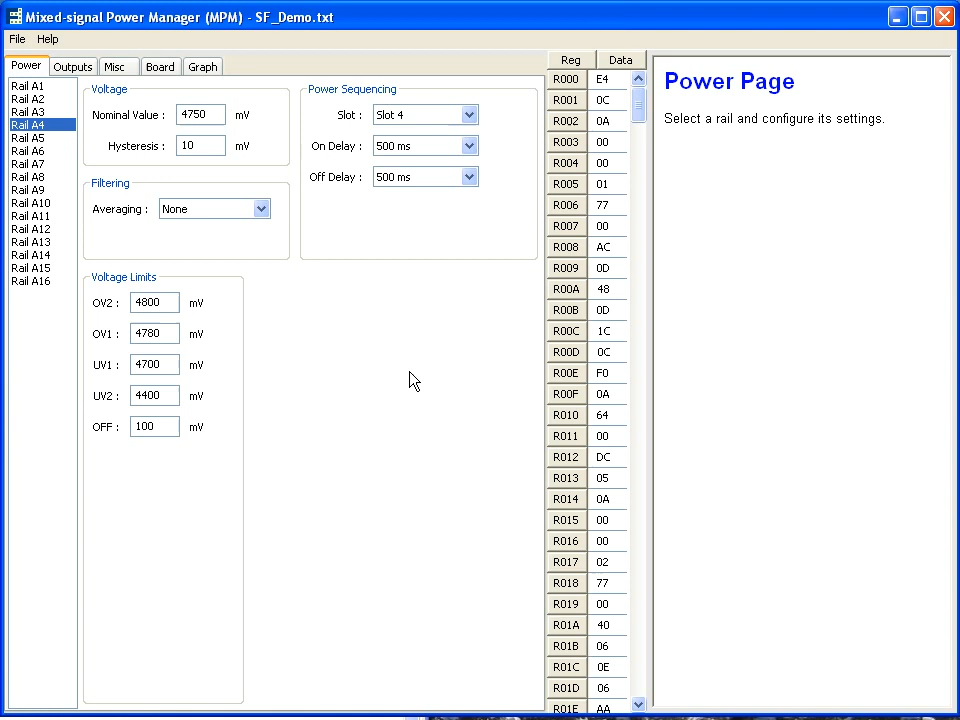 Mixed-signal Power Manager (MPM) - SF_Demo.txt
File Help
Power Outputs Misc Board Graph
Rail A1
Rail A2
Rail A3
Rail A4
Rail A5
Rail A6
Rail A7
Rail A8
Rail A9
Rail A10
Rail A11
Rail A12
Rail A13
Rail A14
Rail A15
Rail A16
Voltage
Nominal Value : 4750 mV
Hysteresis : 10 mV
Filtering
Averaging : None
Voltage Limits
OV2 : 4800 mV
OV1 : 4780 mV
UV1 : 4700 mV
UV2 : 4400 mV
OFF : 100 mV
Power Sequencing
Slot : Slot 4
On Delay : 500 ms
Off Delay : 500 ms
Reg Data
R000 E4
R001 0C
R002 0A
R003 00
R004 00
R005 01
R006 77
R007 00
R008 AC
R009 0D
R00A 48
R00B 0D
R00C 1C
R00D 0C
R00E F0
R00F 0A
R010 64
R011 00
R012 DC
R013 05
R014 0A
R015 00
R016 00
R017 02
R018 77
R019 00
R01A 40
R01B 06
R01C 0E
R01D 06
R01E AA
Power Page
Select a rail and configure its settings.